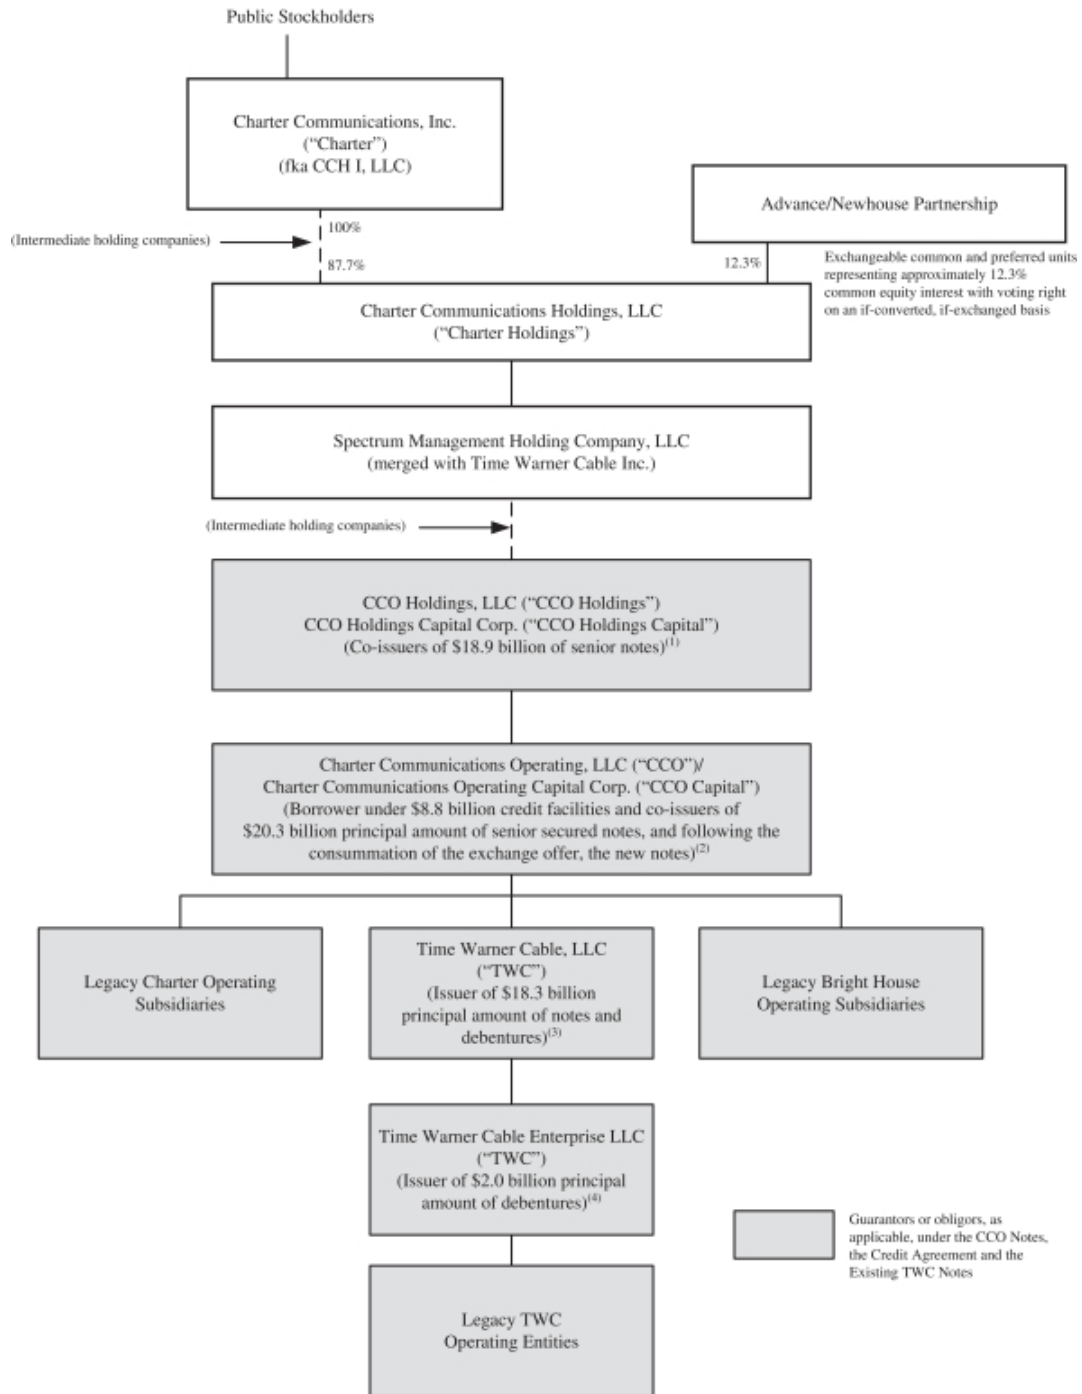 Public Stockholders
Charter Communications, Inc.
(“Charter”)
(fka CCH I, LLC)
(Intermediate holding companies)
100%
87.7%
Advance/Newhouse Partnership
12.3%
Exchangeable common and preferred units
representing approximately 12.3%
common equity interest with voting right
on an if-converted, if-exchanged basis
Charter Communications Holdings, LLC
(“Charter Holdings”)
Spectrum Management Holding Company, LLC
(merged with Time Warner Cable Inc.)
(Intermediate holding companies)
CCO Holdings, LLC (“CCO Holdings”)
CCO Holdings Capital Corp. (“CCO Holdings Capital”)
(Co-issuers of $18.9 billion of senior notes)(1)
Charter Communications Operating, LLC (“CCO”)/
Charter Communications Operating Capital Corp. (“CCO Capital”)
(Borrower under $8.8 billion credit facilities and co-issuers of
$20.3 billion principal amount of senior secured notes, and following the
consummation of the exchange offer, the new notes)(2)
Legacy Charter Operating
Subsidiaries
Time Warner Cable, LLC
(“TWC”)
(Issuer of $18.3 billion
principal amount of notes and
debentures)(3)
Legacy Bright House
Operating Subsidiaries
Time Warner Cable Enterprise LLC
(“TWC”)
(Issuer of $2.0 billion principal
amount of debentures)(4)
Guarantors or obligors, as
applicable, under the CCO Notes,
the Credit Agreement and the
Existing TWC Notes
Legacy TWC
Operating Entities